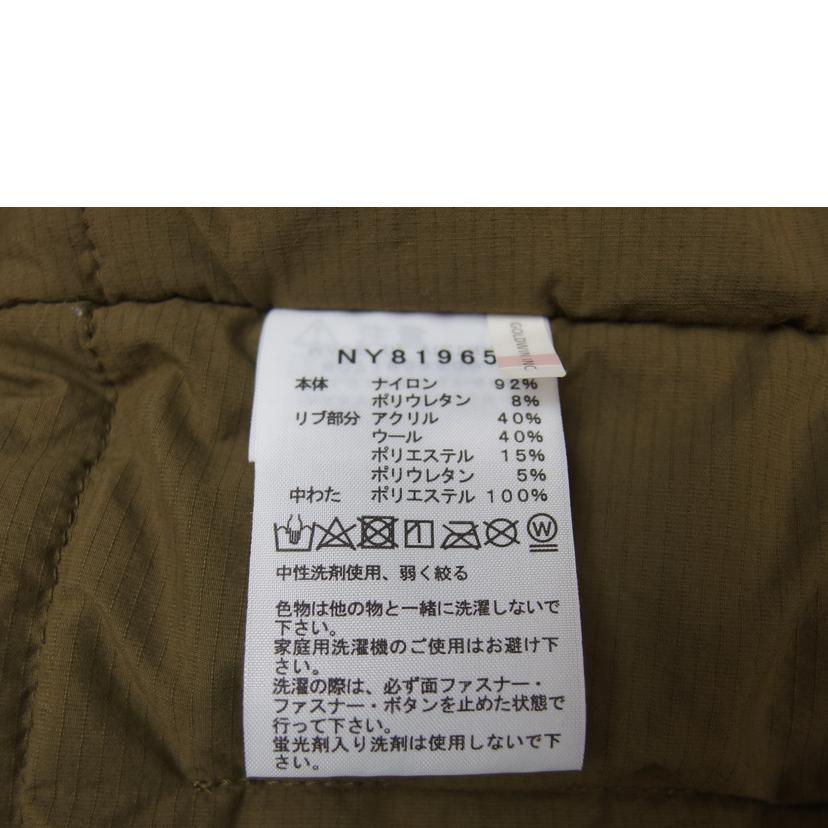 NY81965
GOLDWIN INC
本体 ナイロン 92%
ポリウレタン 8%
リブ部分 アクリル 40%
ウール 40%
ポリエステル 15%
ポリウレタン 5%
中わた ポリエステル 100%
W
中性洗剤使用、弱く絞る
色物は他の物と一緒に洗濯しないで
下さい。
家庭用洗濯機のご使用はお避け下
さい。
洗濯の際は、必ず面ファスナー・
ファスナー・ボタンを止めた状態で
行って下さい。
蛍光剤入り洗剤は使用しないで下
さい。